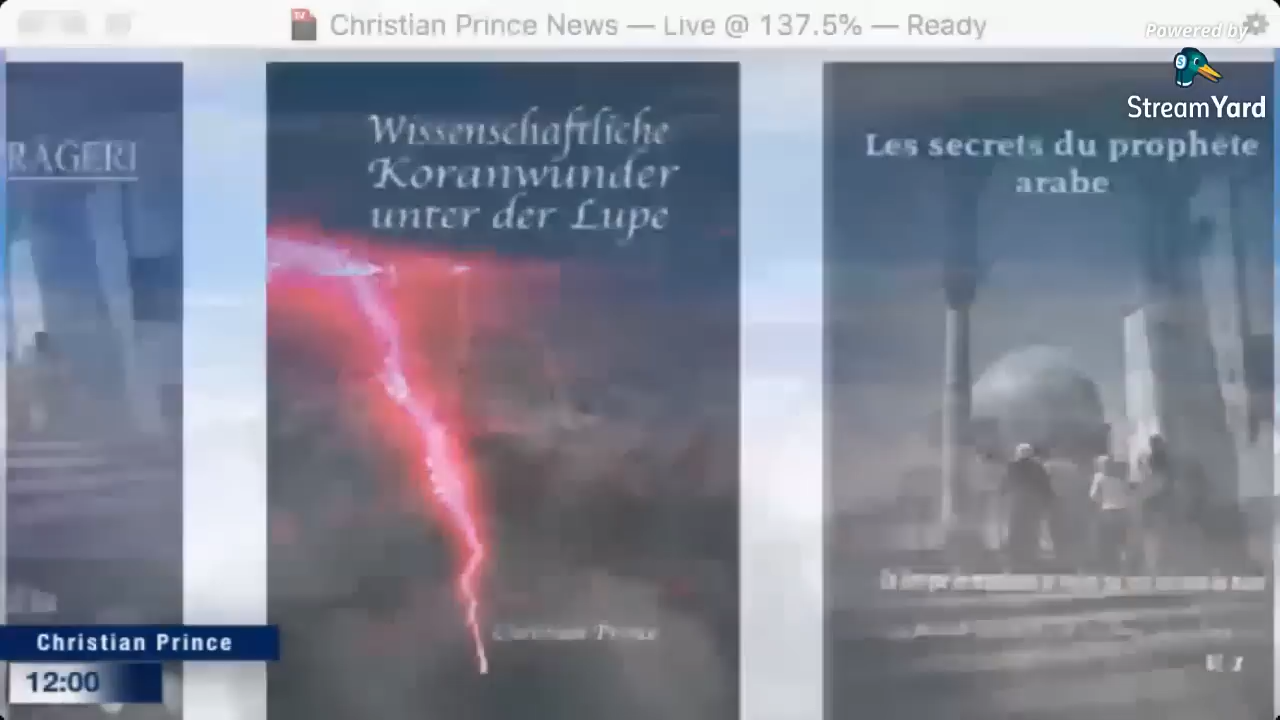 Christian Prince News — Live @ 137.5% — Ready
Powered by
StreamYard
RAGERI
Wissenschaftliche
Koranwunder
unter der Lupe
Christian Prince
Les secrets du prophète
arabe
Christian Prince
12:00